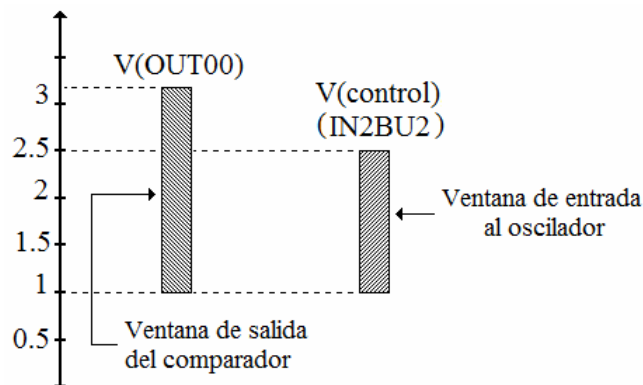 V(OUT00)
3
V(control)
(IN2BU2)
2.5
2
Ventana de entrada
al oscilador
1.5
1
Ventana de salida
del comparador
0.5